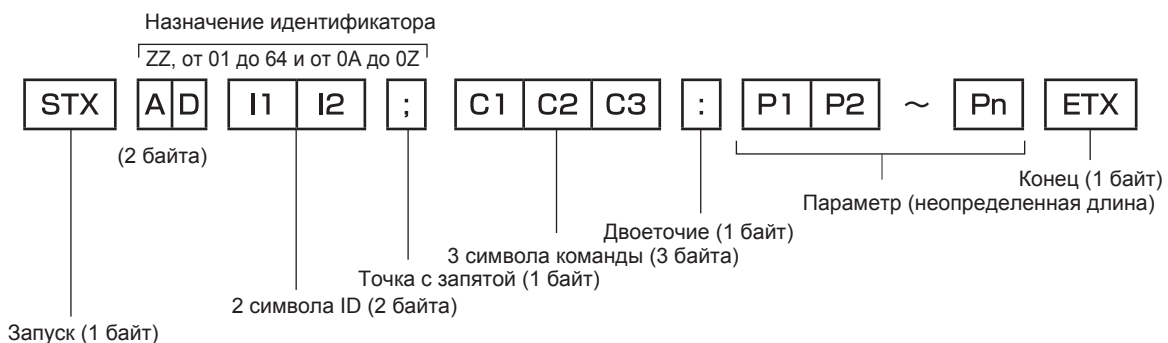 Назначение идентификатора
ZZ, от 01 до 64 и от 0A до 0Z
STX A D I1 I2 ; C1 C2 C3 : P1 P2 ~ Pn ETX
(2 байта)
Конец (1 байт)
Параметр (неопределенная длина)
Двоеточие (1 байт)
3 символа команды (3 байта)
Точка с запятой (1 байт)
2 символа ID (2 байта)
Запуск (1 байт)